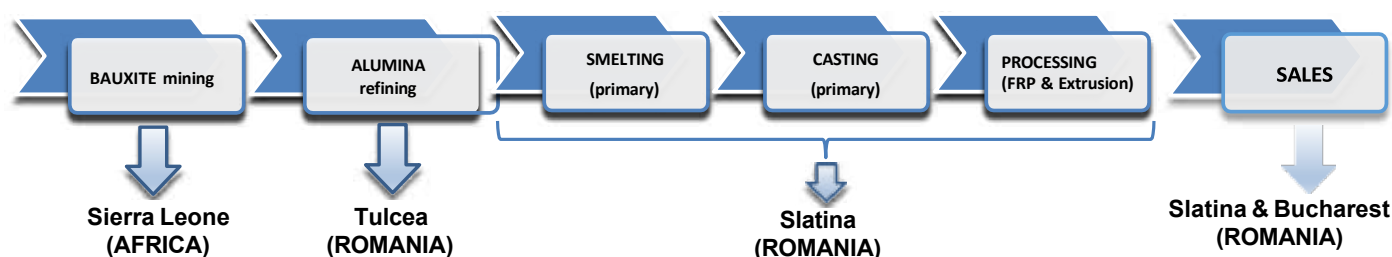 BAUXITE mining
ALUMINA
refining
SMELTING
(primary)
CASTING
(primary)
PROCESSING
(FRP & Extrusion)
SALES
Sierra Leone
(AFRICA)
Tulcea
(ROMANIA)
Slatina
(ROMANIA)
Slatina & Bucharest
(ROMANIA)